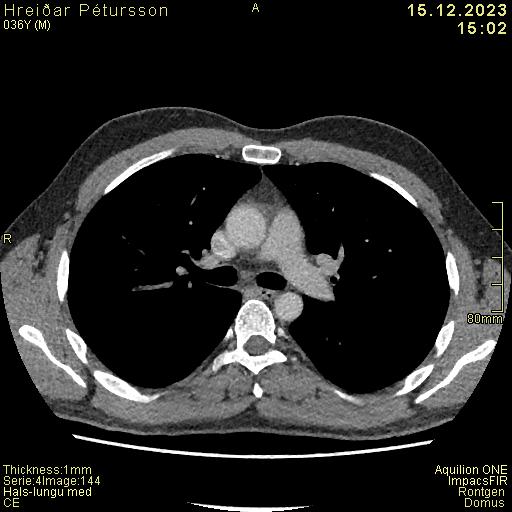 Hreiðar Pétursson
036Y (M)
A
15.12.2023
15:02
R
80mm
Thickness:1mm
Serie:4Image:144
Hals-lungu med
CE
Aquilion ONE
ImpacsFIR
Rontgen
Domus